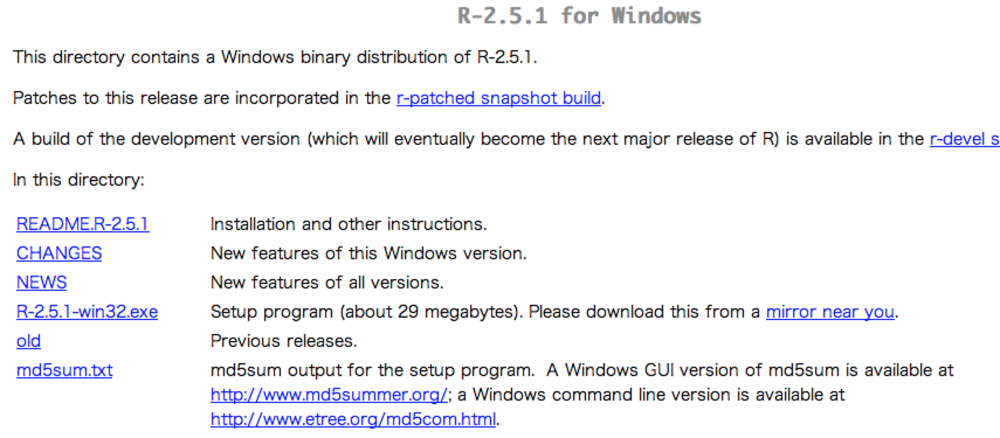 R-2.5.1 for Windows
This directory contains a Windows binary distribution of R-2.5.1.
Patches to this release are incorporated in the r-patched snapshot build.
A build of the development version (which will eventually become the next major release of R) is available in the r-devel s
In this directory:
README.R-2.5.1 Installation and other instructions.
CHANGES New features of this Windows version.
NEWS New features of all versions.
R-2.5.1-win32.exe Setup program (about 29 megabytes). Please download this from a mirror near you.
old Previous releases.
md5sum.txt md5sum output for the setup program. A Windows GUI version of md5sum is available at
http://www.md5summer.org/; a Windows command line version is available at
http://www.etree.org/md5com.html.